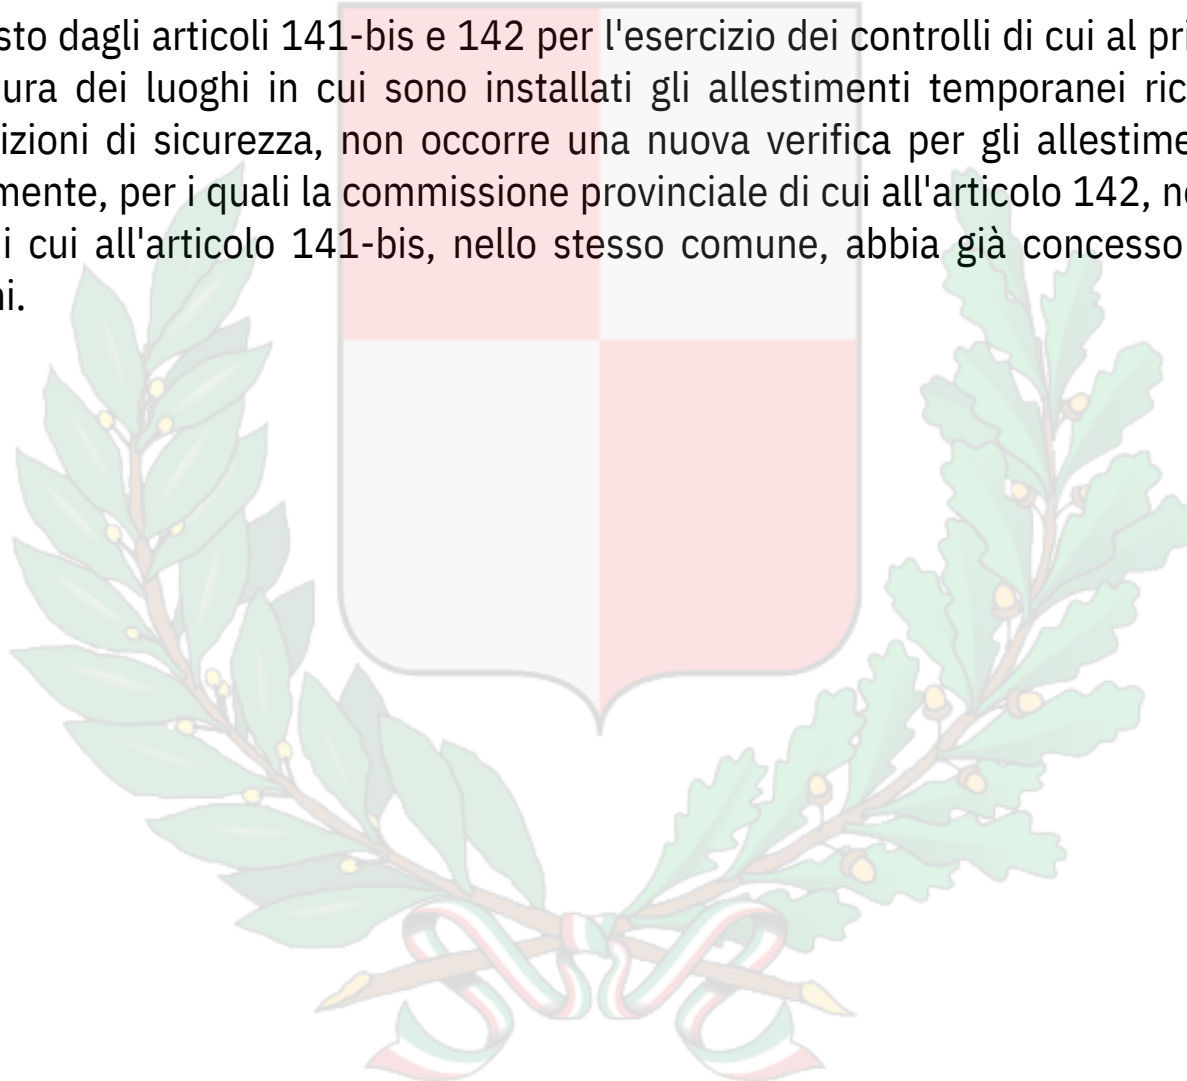 sto dagli articoli 141-bis e 142 per l'esercizio dei controlli di cui al pri
ura dei luoghi in cui sono installati gli allestimenti temporanei ric
izioni di sicurezza, non occorre una nuova verifica per gli allestime
mente, per i quali la commissione provinciale di cui all'articolo 142, ne
i cui all'articolo 141-bis, nello stesso comune, abbia già concesso
ni.